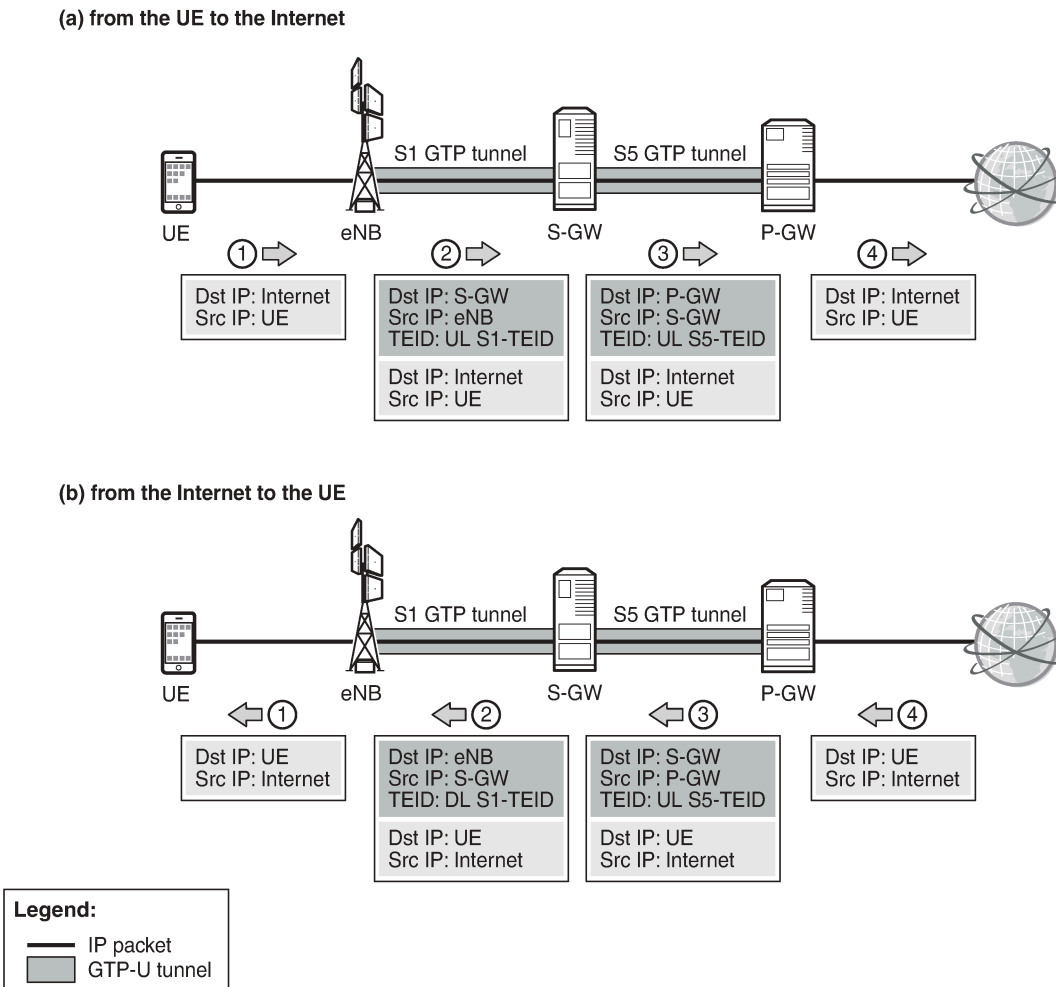 (a) from the UE to the Internet
S1 GTP tunnel
S5 GTP tunnel
UE
eNB
S-GW
P-GW
1
2
3
4
Dst IP: Internet
Src IP: UE
Dst IP: S-GW
Src IP: eNB
TEID: UL S1-TEID
Dst IP: Internet
Src IP: UE
Dst IP: P-GW
Src IP: S-GW
TEID: UL S5-TEID
Dst IP: Internet
Src IP: UE
Dst IP: Internet
Src IP: UE
(b) from the Internet to the UE
S1 GTP tunnel
S5 GTP tunnel
UE
eNB
S-GW
P-GW
1
2
3
4
Dst IP: UE
Src IP: Internet
Dst IP: eNB
Src IP: S-GW
TEID: DL S1-TEID
Dst IP: UE
Src IP: Internet
Dst IP: S-GW
Src IP: P-GW
TEID: UL S5-TEID
Dst IP: UE
Src IP: Internet
Dst IP: UE
Src IP: Internet
Legend:
IP packet
GTP-U tunnel